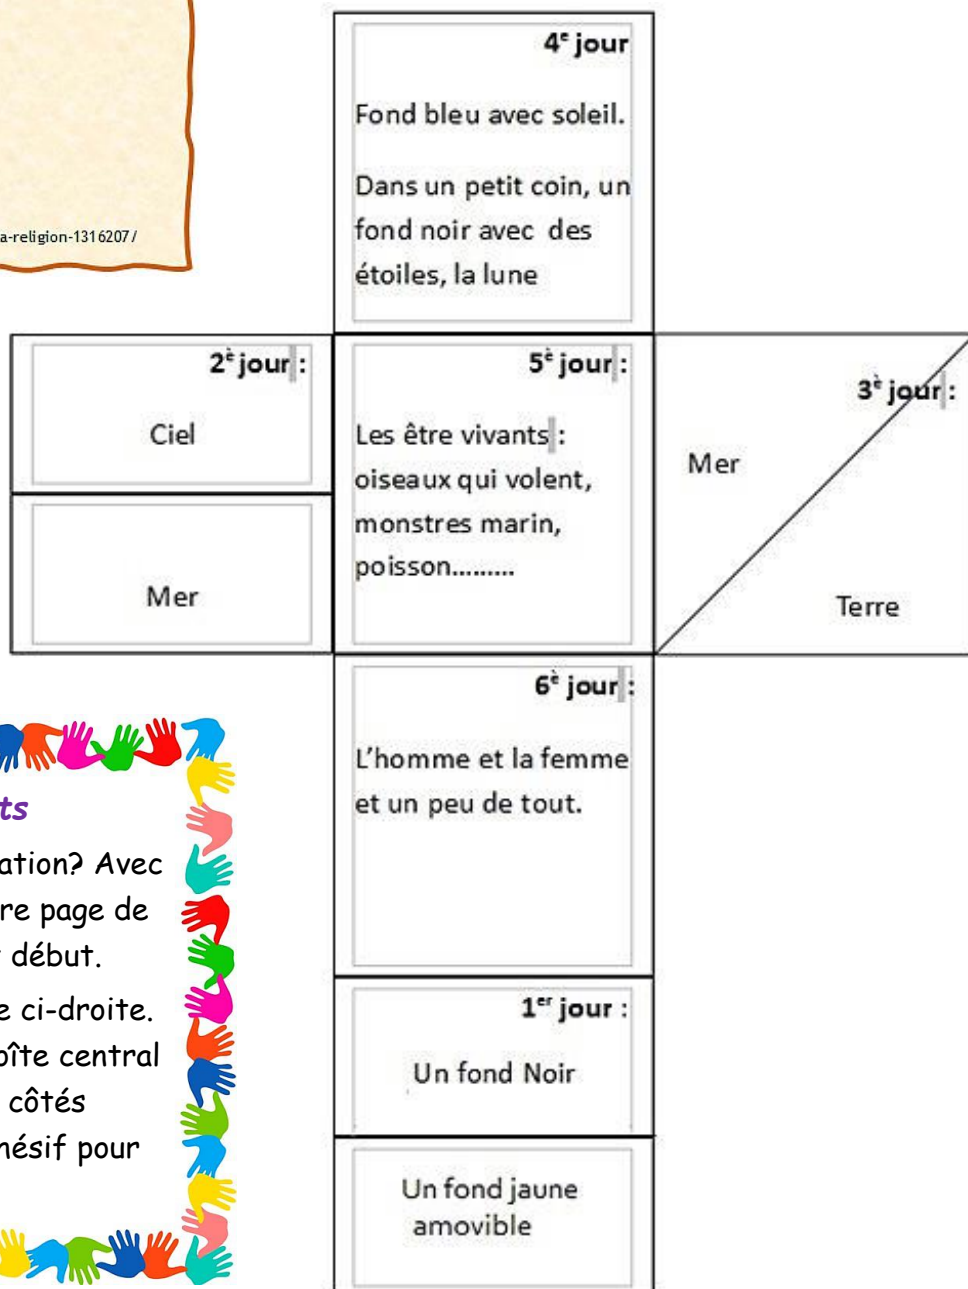 a-religion-1316207/
4e jour
Fond bleu avec soleil.
Dans un petit coin, un
fond noir avec des
étoiles, la lune
2è jour :
Ciel
Mer
5è jour :
Les être vivants :
oiseaux qui volent,
monstres marin,
poisson.........
3è jour :
Mer
Terre
6è jour :
L’homme et la femme
et un peu de tout.
1er jour :
Un fond Noir
Un fond jaune
amovible
ts
ation? Avec
re page de
début.
e ci-droite.
oîte central
côtés
hésif pour